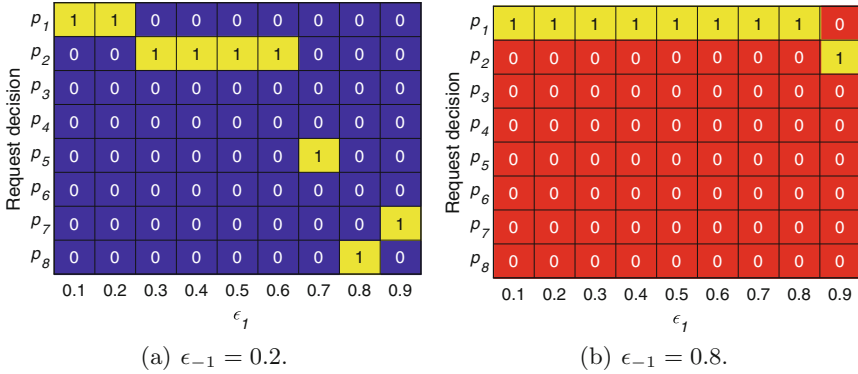 Request decision
p1 1 1 0 0 0 0 0 0 0
p2 0 0 1 1 1 1 0 0 0
p3 0 0 0 0 0 0 0 0 0
p4 0 0 0 0 0 0 0 0 0
p5 0 0 0 0 0 0 1 0 0
p6 0 0 0 0 0 0 0 0 0
p7 0 0 0 0 0 0 0 0 1
p8 0 0 0 0 0 0 0 1 0
0.1 0.2 0.3 0.4 0.5 0.6 0.7 0.8 0.9
ϵ1
(a) ϵ−1 = 0.2.
Request decision
p1 1 1 1 1 1 1 1 1 0
p2 0 0 0 0 0 0 0 0 1
p3 0 0 0 0 0 0 0 0 0
p4 0 0 0 0 0 0 0 0 0
p5 0 0 0 0 0 0 0 0 0
p6 0 0 0 0 0 0 0 0 0
p7 0 0 0 0 0 0 0 0 0
p8 0 0 0 0 0 0 0 0 0
0.1 0.2 0.3 0.4 0.5 0.6 0.7 0.8 0.9
ϵ1
(b) ϵ−1 = 0.8.